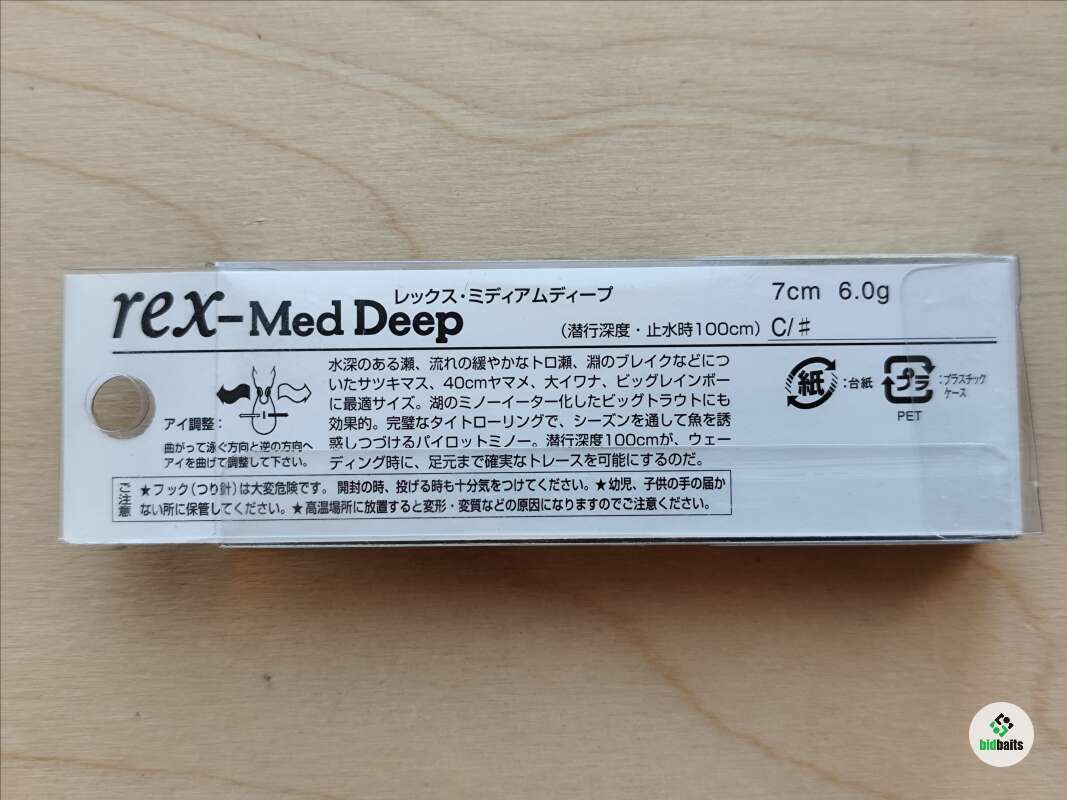 rex-Med Deep
レックス・ミディアムディープ
7cm 6.0g
(潜行深度・止水時100cm) C/#
水深のある瀬、流れの緩やかなトロ瀬、淵のブレイクなどにつ
いたサツキマス、40cmヤマメ、大イワナ、ビッグレインボー
に最適サイズ。湖のミノーイーター化したビッグトラウトにも
効果的。完璧なタイトローリングで、シーズンを通して魚を誘
惑しつづけるパイロットミノー。潜行深度100cmが、ウェー
ディング時に、足元まで確実なトレースを可能にするのだ。
アイ調整:
曲がって泳ぐ方向と逆の方向へ
アイを曲げて調整して下さい。
紙:台紙
プラ:プラスチック
ケース
PET
ご注意
★フック(つり針)は大変危険です。開封の時、投げる時も十分気をつけてください。★幼児、子供の手の届か
ない所に保管してください。★高温場所に放置すると変形・変質などの原因になりますのでご注意ください。
bidbaits